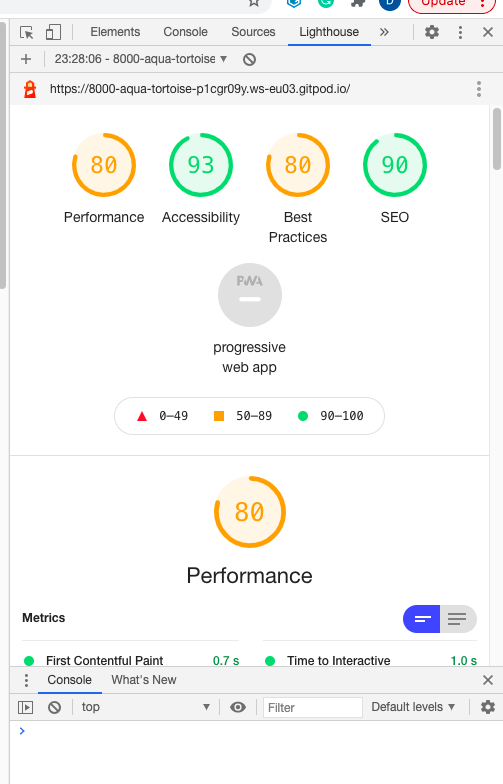 D
Update
Elements Console Sources Lighthouse »
+ 23:28:06 - 8000-aqua-tortoise
https://8000-aqua-tortoise-p1cgr09y.ws-eu03.gitpod.io/
80 93 80 90
Performance Accessibility Best Practices SEO
PWA
progressive
web app
0–49 50–89 90–100
80
Performance
Metrics
First Contentful Paint 0.7 s Time to Interactive 1.0 s
Console What's New
top Filter Default levels